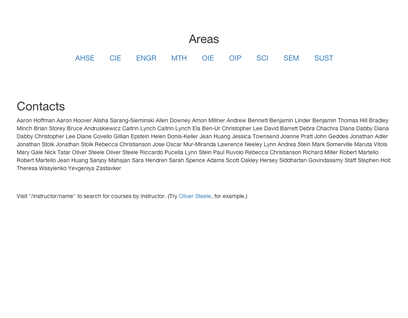 Areas
AHSE CIE ENGR MTH OIE OIP SCI SEM SUST
Contacts
Aaron Hoffman Aaron Hoover Alisha Sarang-Sieminski Allen Downey Amon Millner Andrew Bennett Benjamin Linder Benjamin Thomas Hill Bradley
Minch Brian Storey Bruce Andruskiewicz Caitrin Lynch Caitrin Lynch Ela Ben-Ur Christopher Lee David Barrett Debra Chachra Diana Dabby Diana
Dabby Christopher Lee Diane Covello Gillian Epstein Helen Donis-Keller Jean Huang Jessica Townsend Joanne Pratt John Geddes Jonathan Adler
Jonathan Stolk Jonathan Stolk Rebecca Christianson Jose Oscar Mur-Miranda Lawrence Neeley Lynn Andrea Stein Mark Somerville Maruta Vitols
Mary Gale Nick Tatar Oliver Steele Oliver Steele Riccardo Pucella Lynn Stein Paul Ruvolo Rebecca Christianson Richard Miller Robert Martello
Robert Martello Jean Huang Sanjoy Mahajan Sara Hendren Sarah Spence Adams Scott Oakley Hersey Siddhartan Govindasamy Staff Stephen Holt
Theresa Wasylenko Yevgeniya Zastavker
Visit "/instructor/name" to search for courses by instructor. (Try Oliver Steele, for example.)